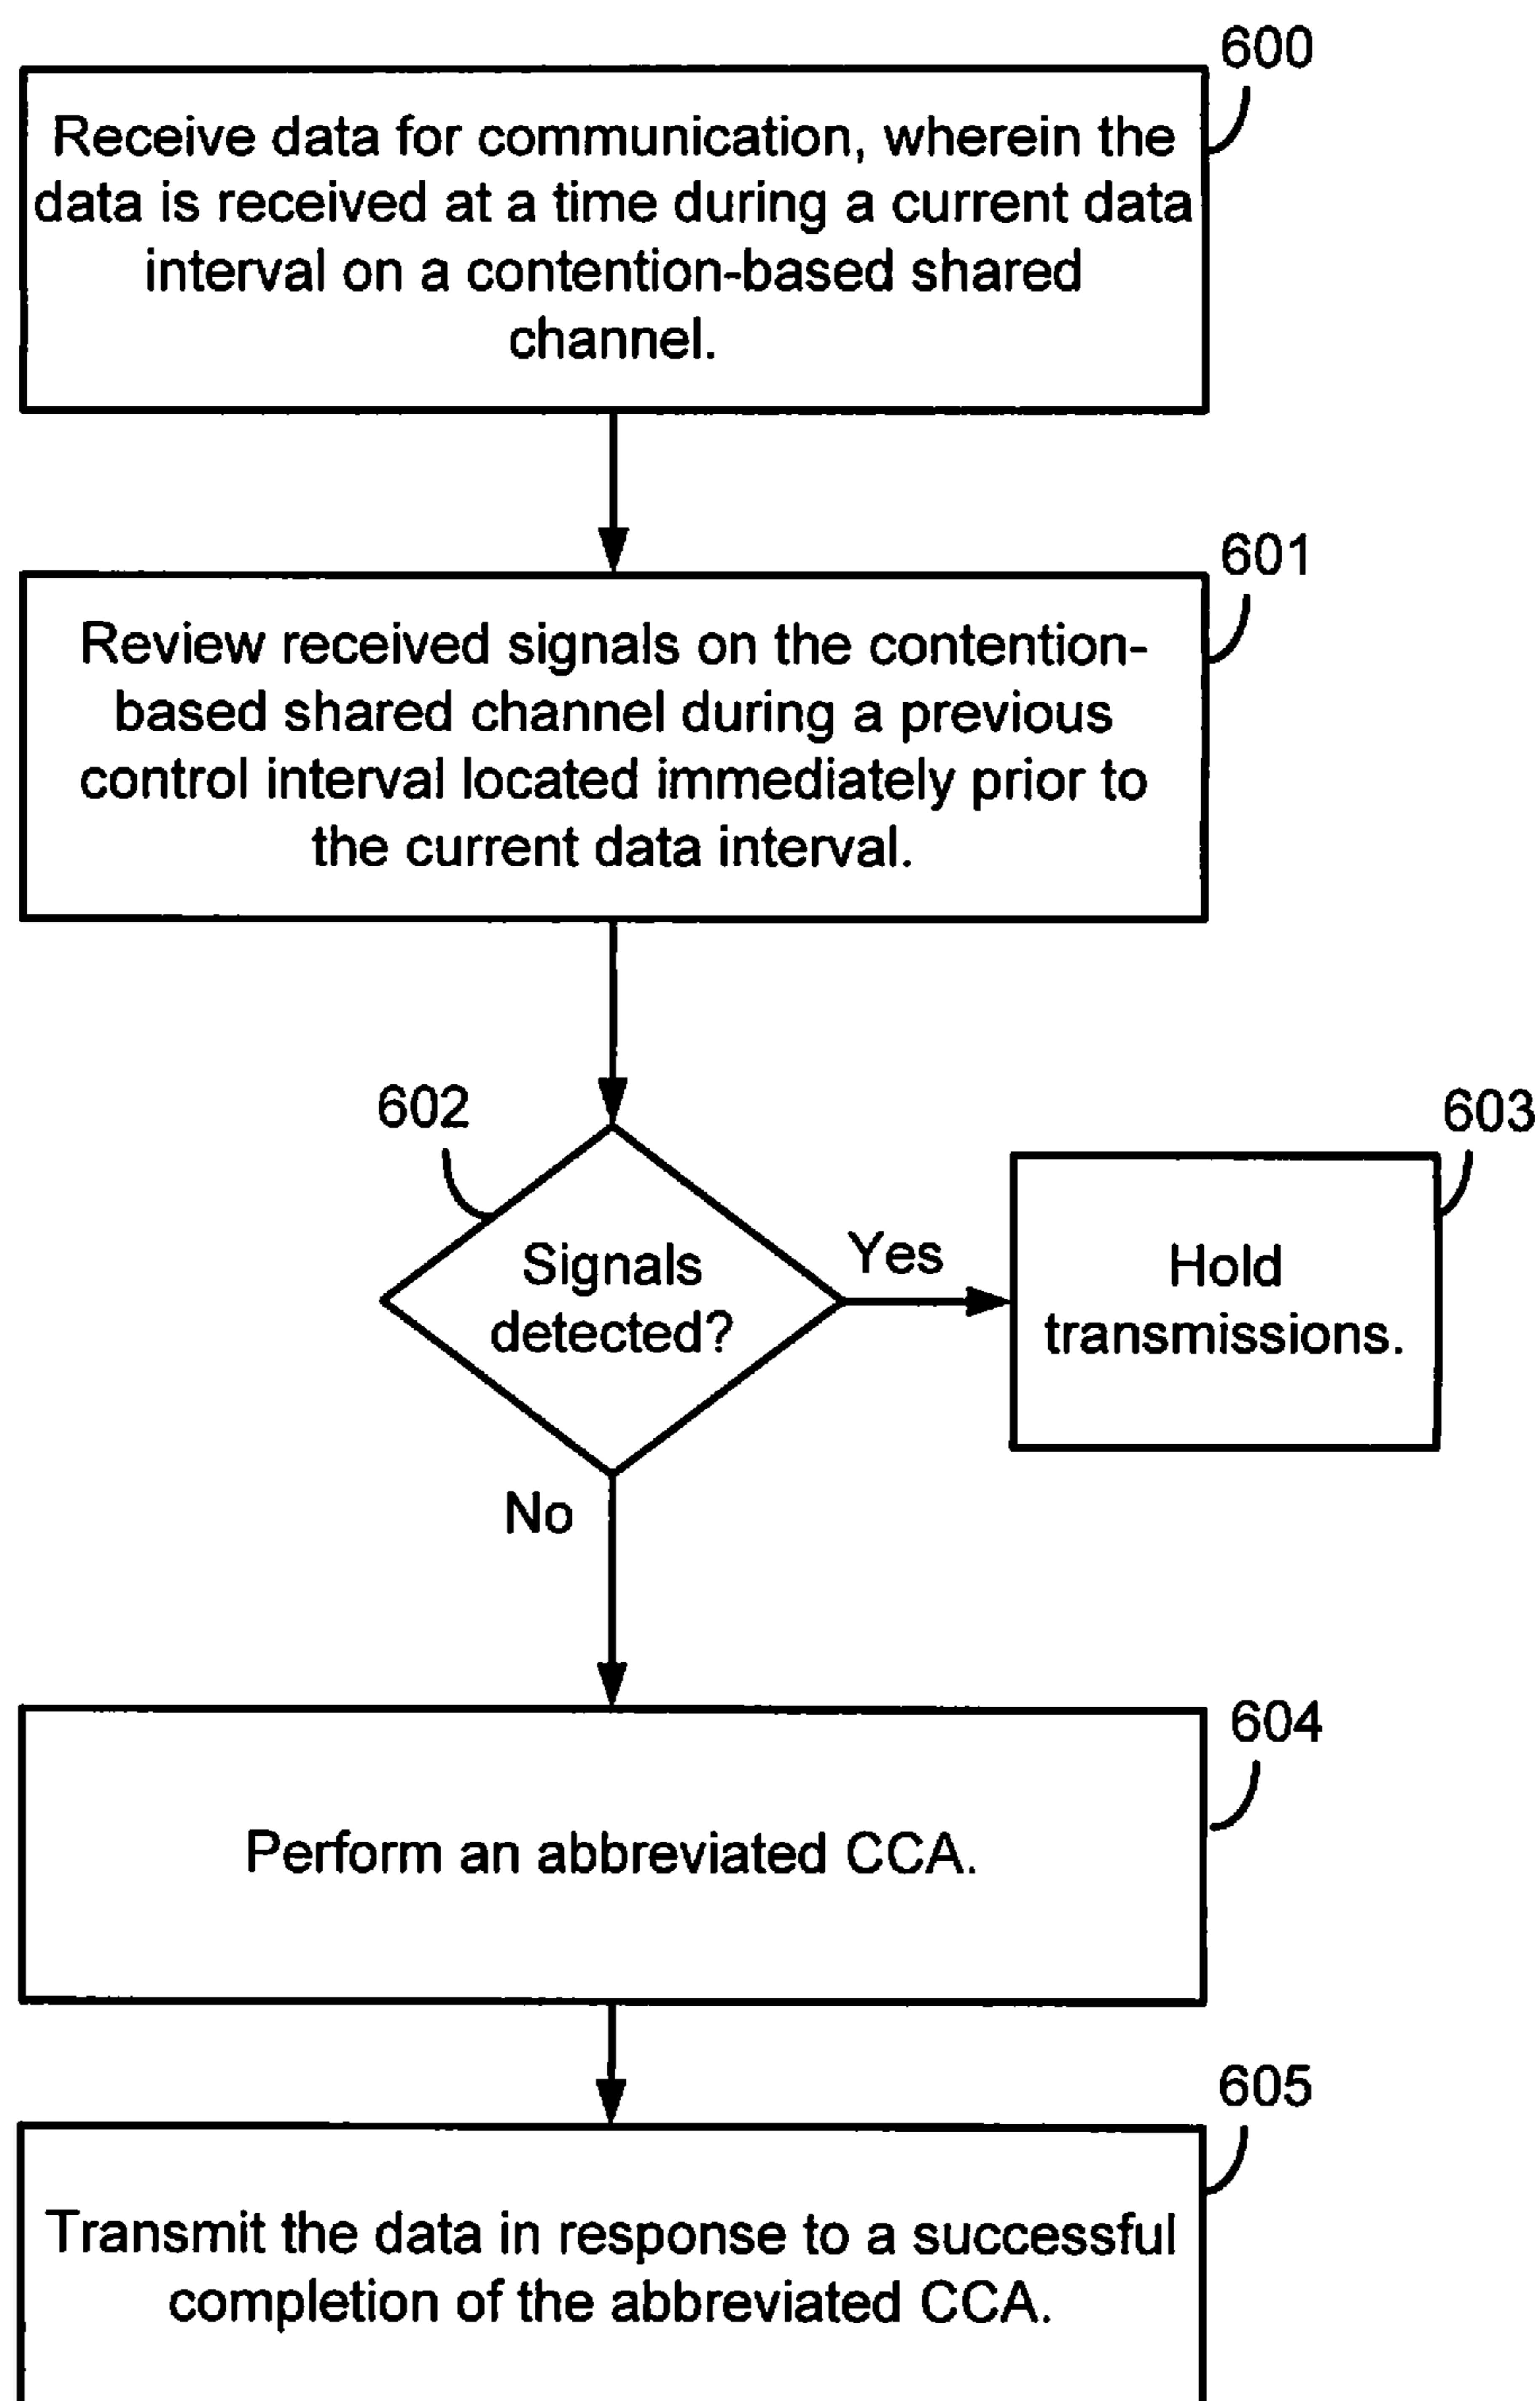 600
Receive data for communication, wherein the
data is received at a time during a current data
interval on a contention-based shared
channel.
601
Review received signals on the contention-
based shared channel during a previous
control interval located immediately prior to
the current data interval.
602
603
Signals
detected?
Yes
Hold
transmissions.
No
604
Perform an abbreviated CCA.
605
Transmit the data in response to a successful
completion of the abbreviated CCA.